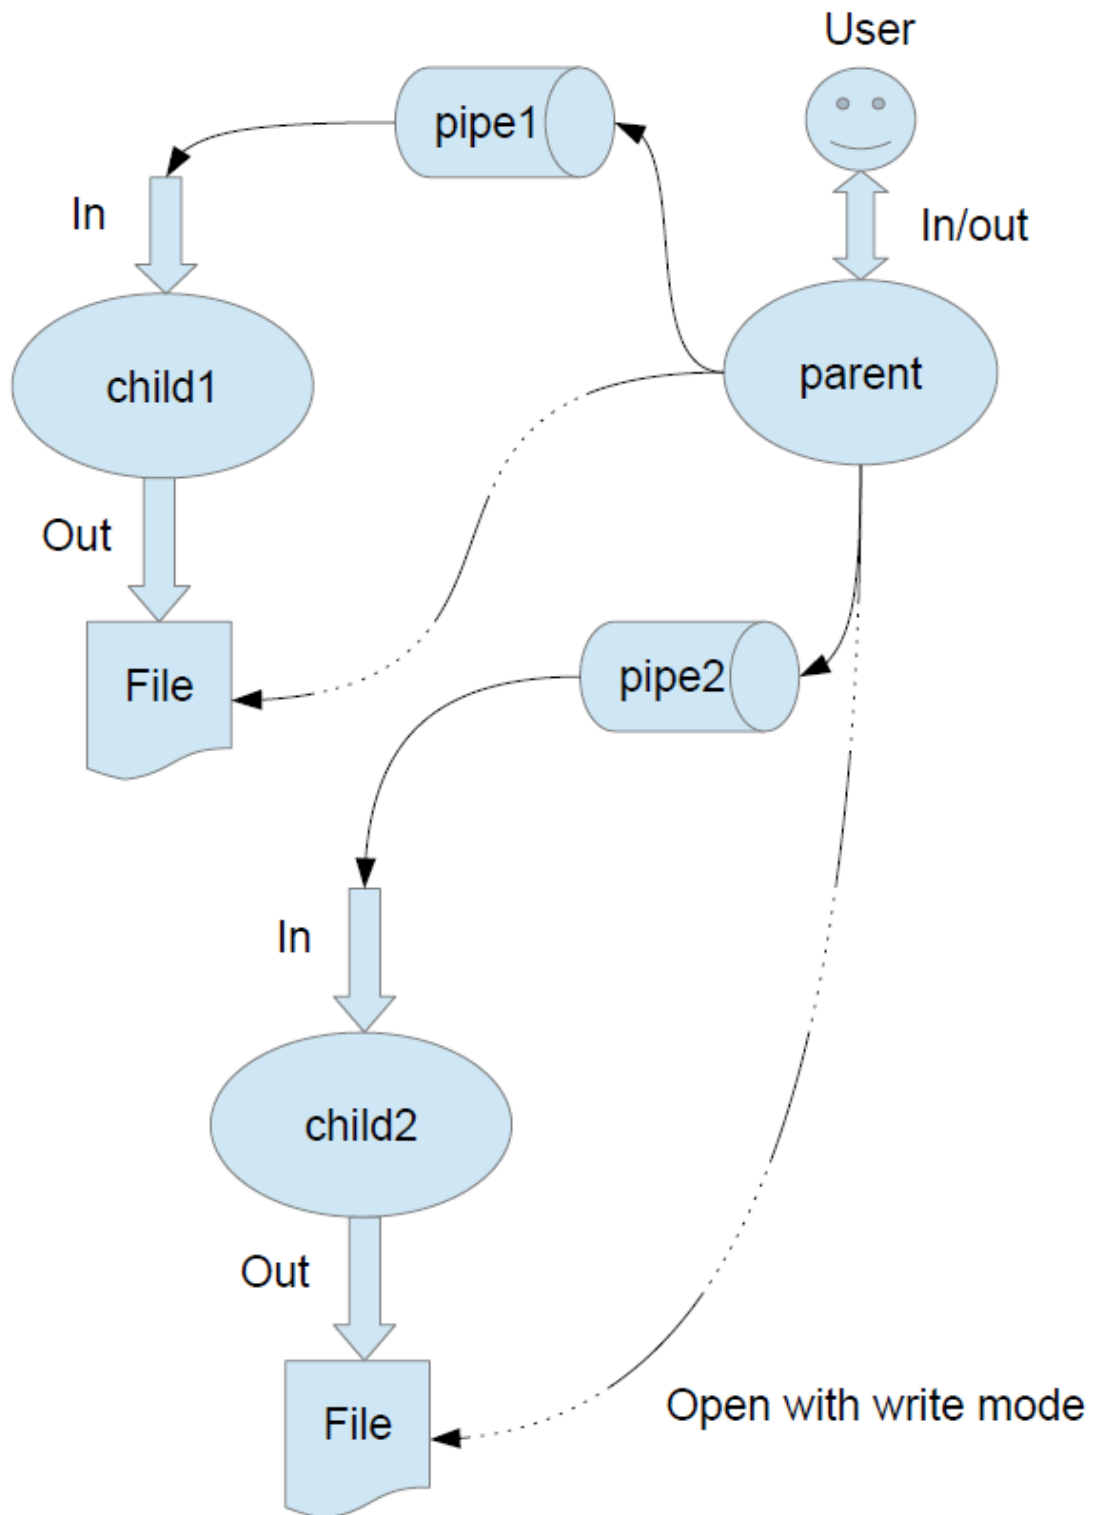 User
pipe1
In
In/out
child1
parent
Out
File
pipe2
In
child2
Out
File
Open with write mode